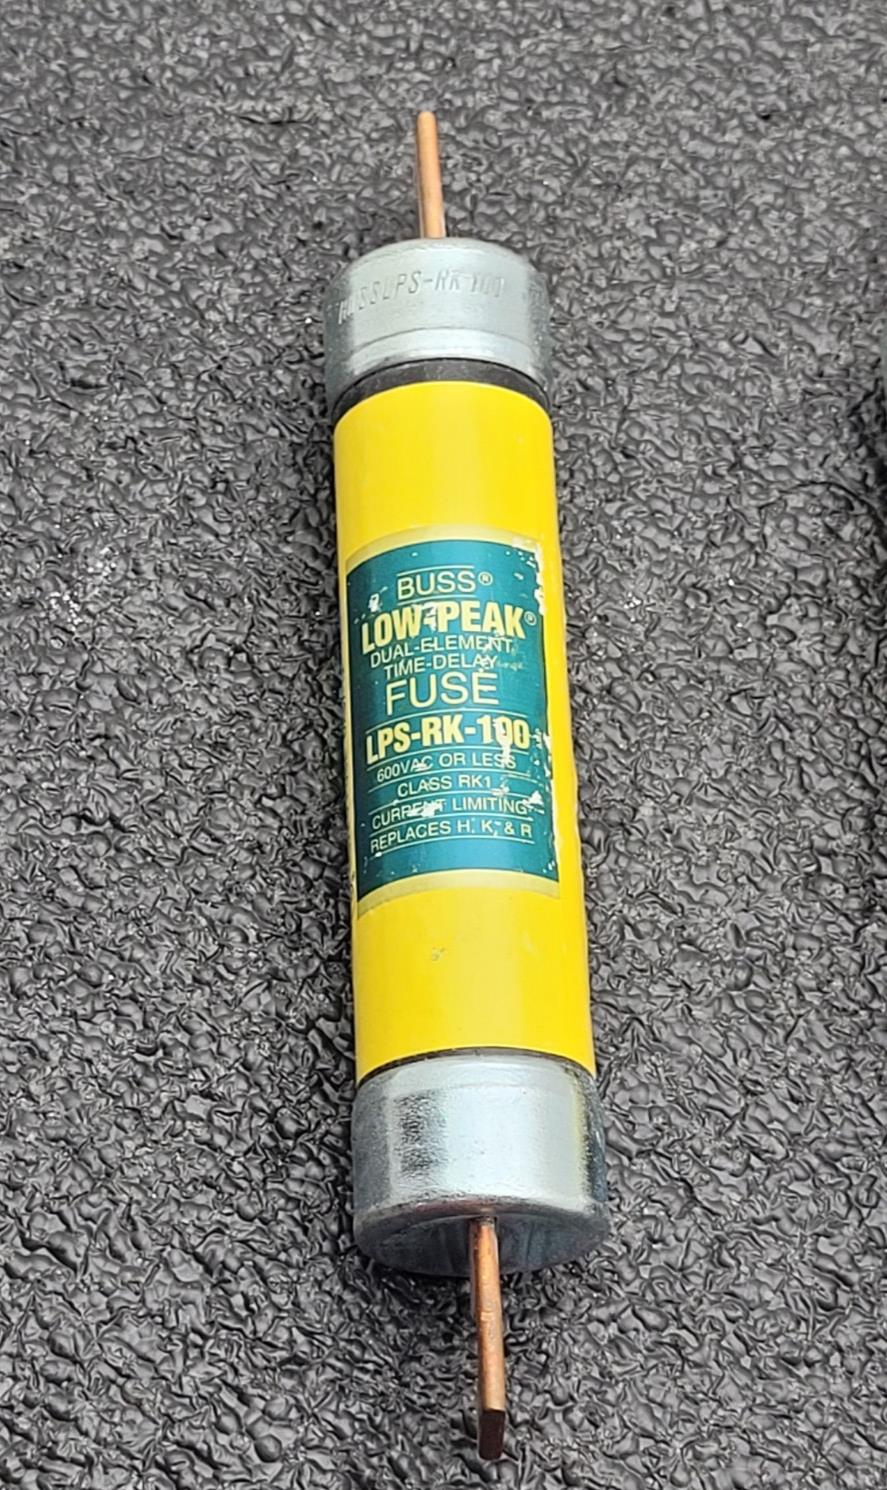 BUSS LPS-RK-100
BUSS®
LOW-PEAK®
DUAL-ELEMENT,
TIME-DELAY
FUSE
LPS-RK-100
600VAC OR LESS
CLASS RK1
CURRENT LIMITING
REPLACES H, K, & R